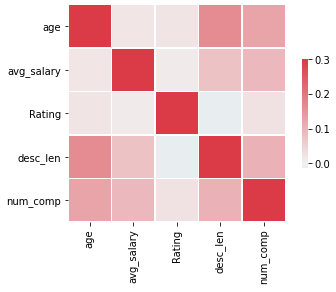 age
avg_salary
Rating
desc_len
num_comp
age
avg_salary
Rating
desc_len
num_comp
0.3
0.2
0.1
0.0